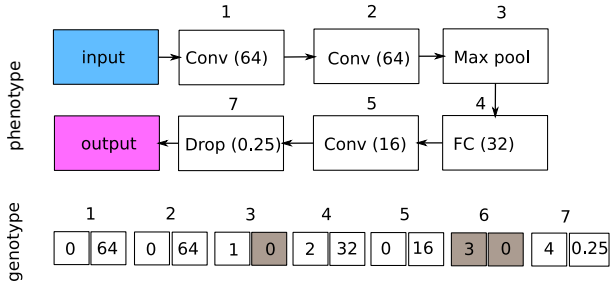 1 2 3
input Conv (64) Conv (64) Max pool
phenotype
7 5 4
output Drop (0.25) Conv (16) FC (32)
genotype
1 2 3 4 5 6 7
0 64 0 64 1 0 2 32 0 16 3 0 4 0.25